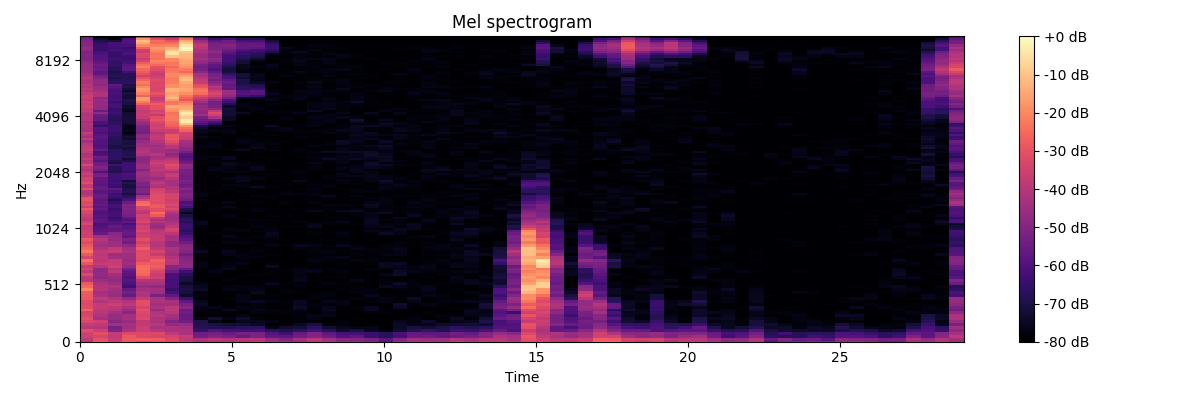 Mel spectrogram
8192
4096
2048
1024
512
0
Hz
0 5 10 15 20 25
Time
+0 dB
-10 dB
-20 dB
-30 dB
-40 dB
-50 dB
-60 dB
-70 dB
-80 dB